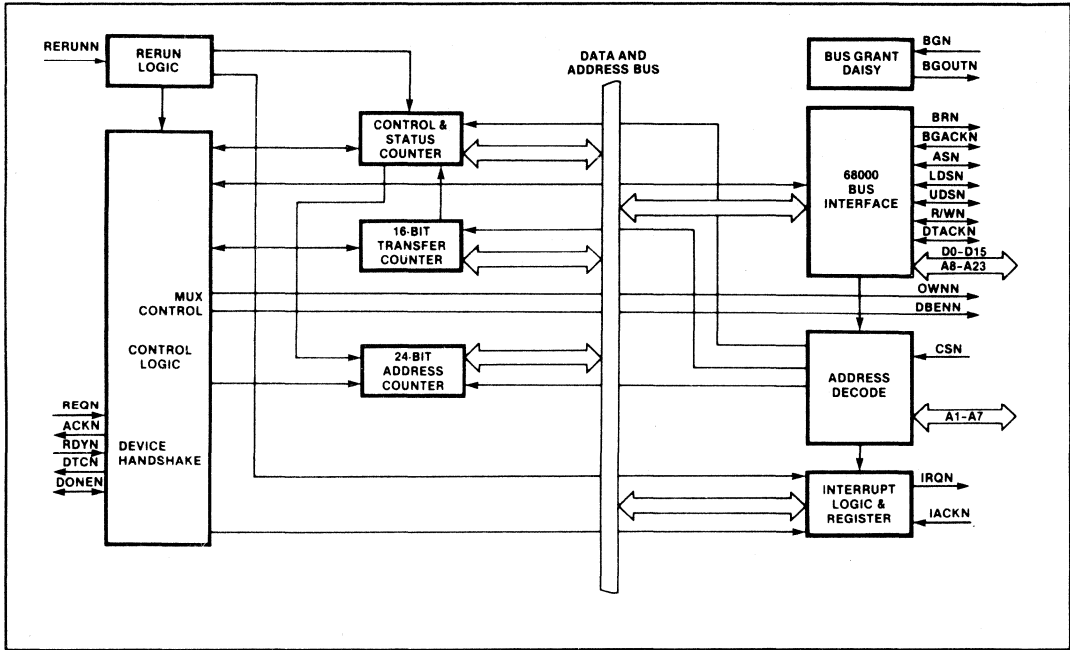 RERUNN
RERUN
LOGIC
DATA AND
ADDRESS BUS
BUS GRANT
DAISY
BGN
BGOUTN
CONTROL &
STATUS
COUNTER
16-BIT
TRANSFER
COUNTER
24-BIT
ADDRESS
COUNTER
68000
BUS
INTERFACE
BRN
BGACKN
ASN
LDSN
UDSN
R/WN
DTACKN
D0-D15
A8-A23
OWNN
DBENN
MUX
CONTROL
CONTROL
LOGIC
DEVICE
HANDSHAKE
REQN
ACKN
RDYN
DTCN
DONEN
ADDRESS
DECODE
CSN
A1-A7
INTERRUPT
LOGIC &
REGISTER
IRQN
IACKN